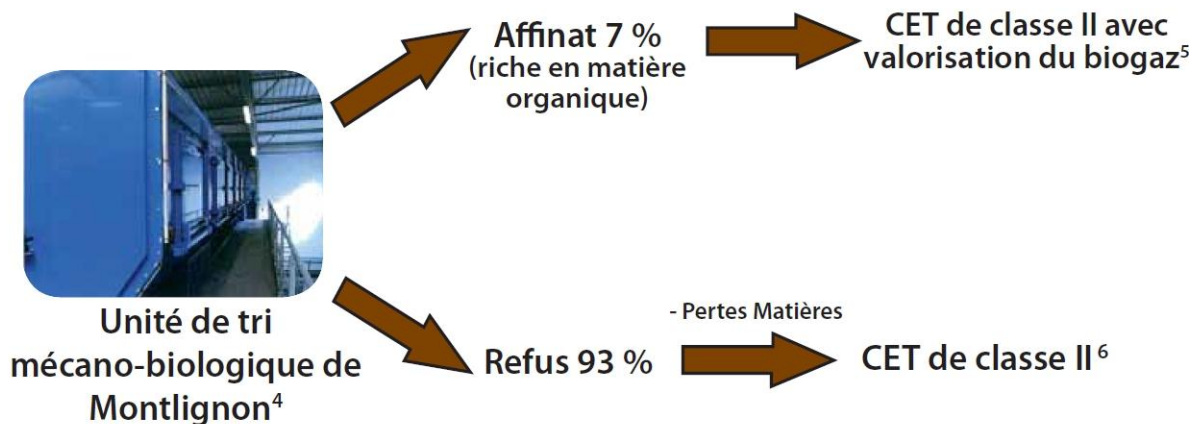 Affinat 7 %
(riche en matière
organique)
CET de classe II avec
valorisation du biogaz⁵
Unité de tri
mécano-biologique de
Montlignon⁴
Refus 93 %
- Pertes Matières
CET de classe II ⁶